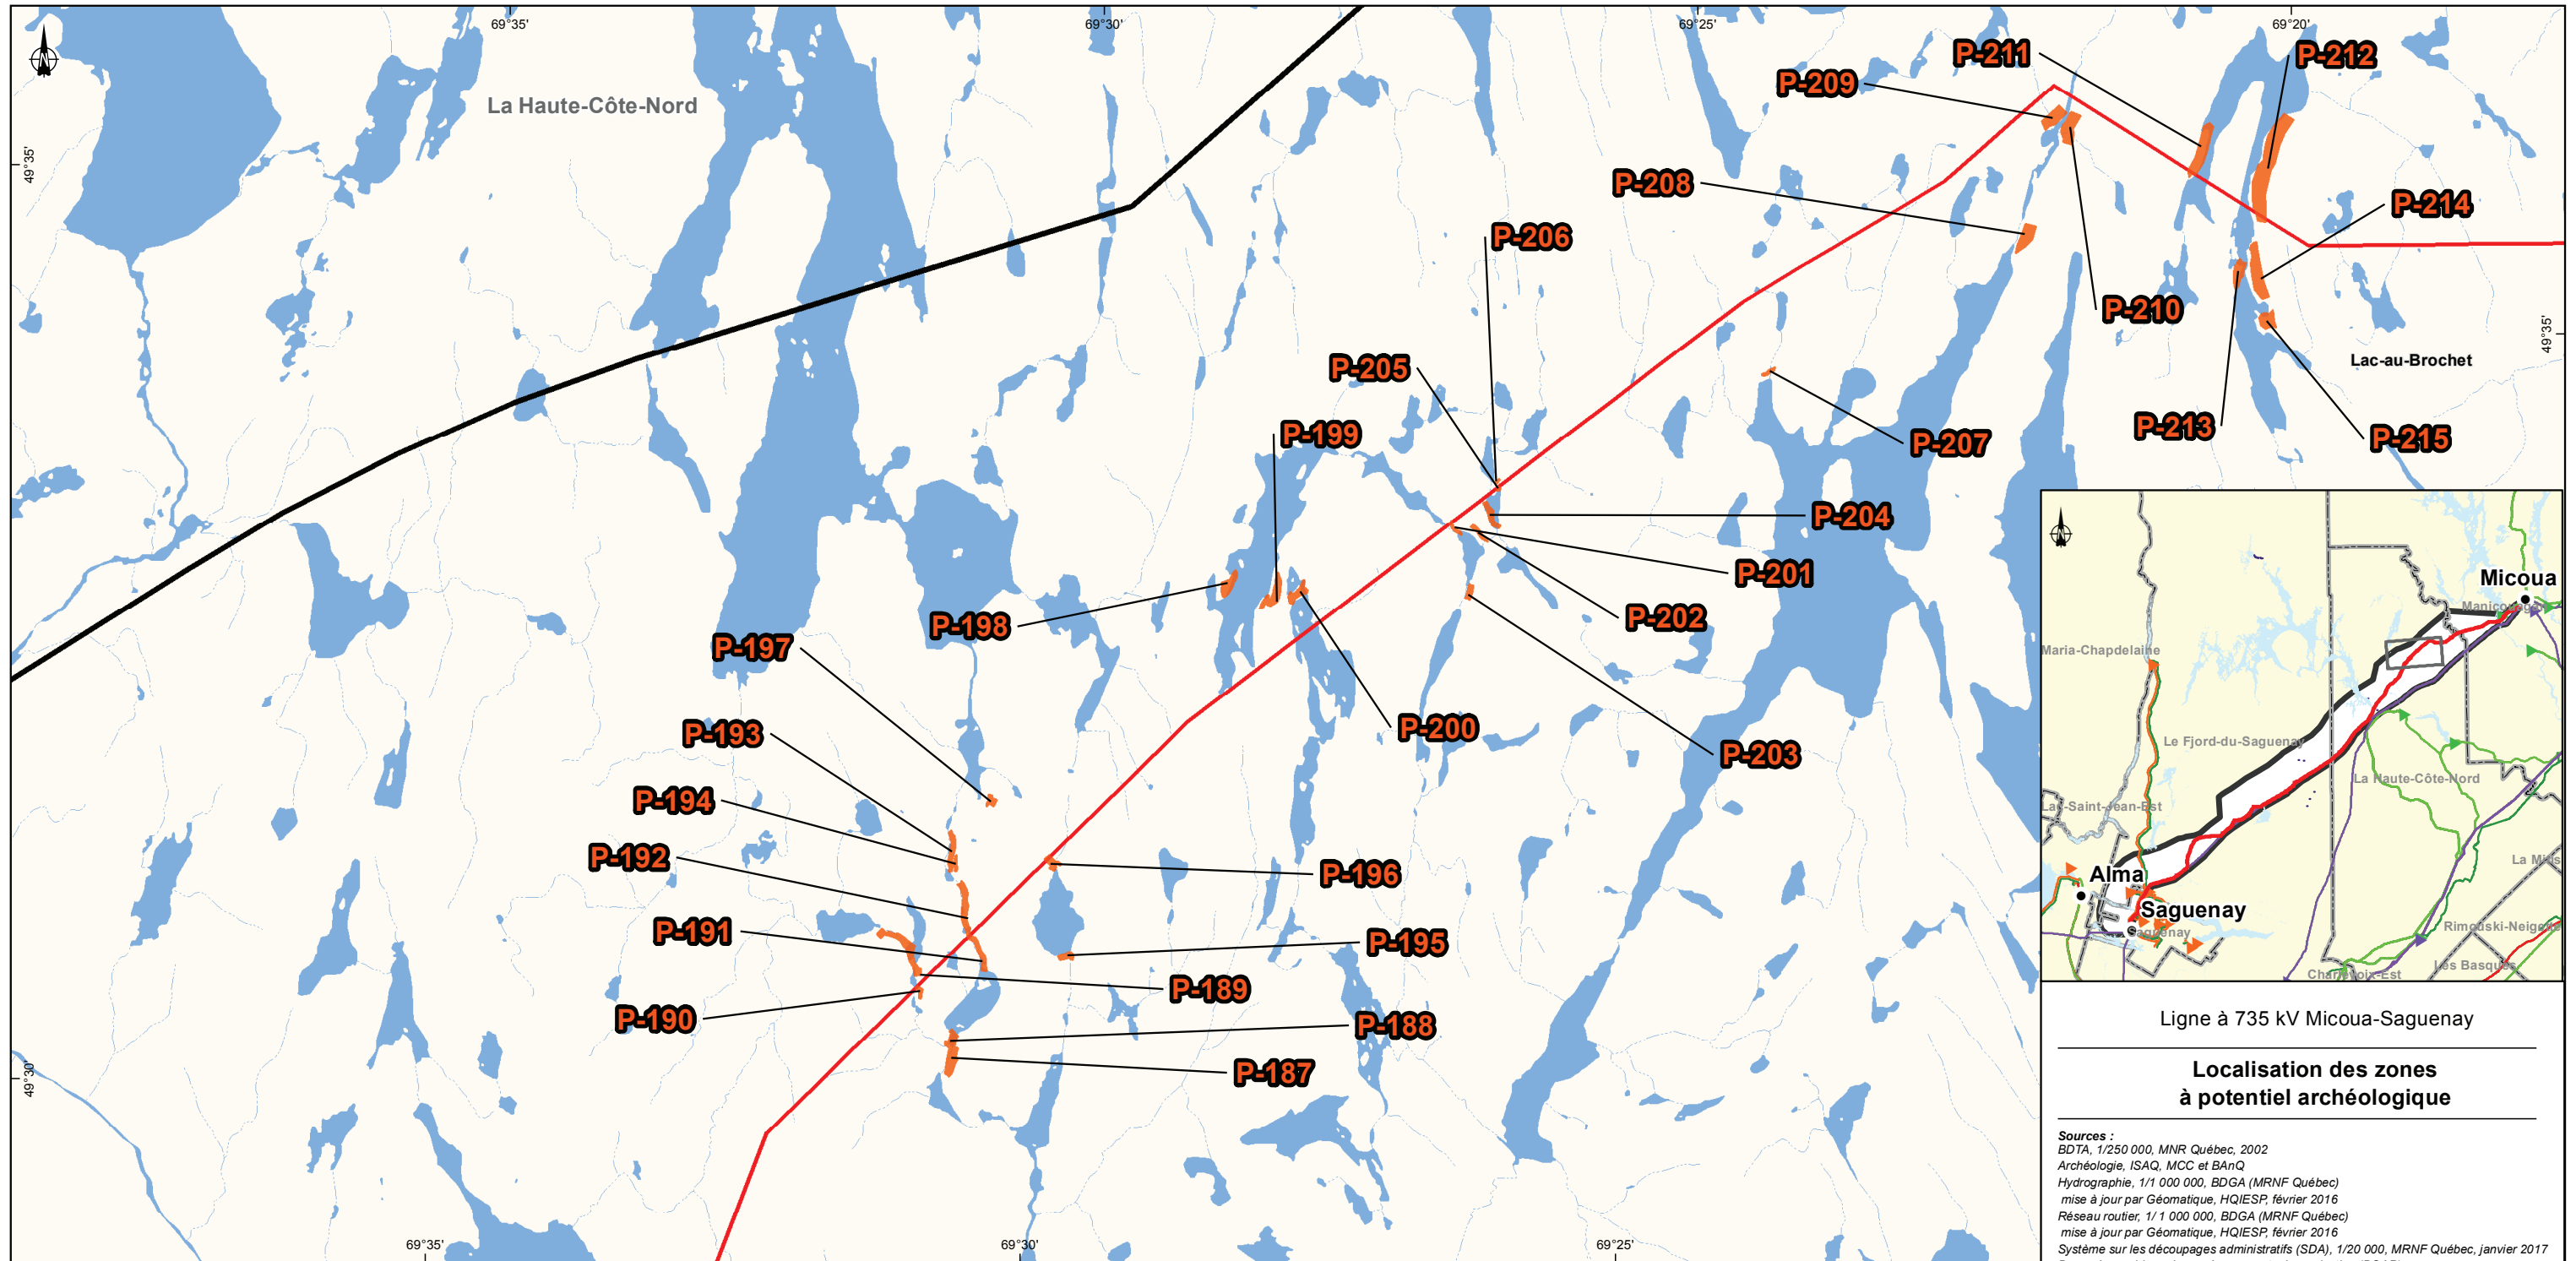 69°35'
69°30'
69°25'
69°20'
P-211
P-212
P-209
La Haute-Côte-Nord
49°35'
P-208
P-214
P-206
P-210
49°35'
Lac-au-Brochet
P-205
P-213
P-215
P-199
P-207
P-204
P-201
P-202
P-198
P-197
P-193
P-200
P-203
P-194
P-192
P-196
P-191
P-195
P-189
P-190
P-188
P-187
49°30'
69°35'
69°30'
69°25'
Micoua
Manicouagan
Maria-Chapdelaine
Le Fjord-du-Saguenay
La Haute-Côte-Nord
Lac-Saint-Jean-Est
La Mitis
Alma
Saguenay
Saguenay
Rimouski-Neigette
Les Basques
Charlevoix-Est
Ligne à 735 kV Micoua-Saguenay
Localisation des zones
à potentiel archéologique
Sources :
BDTA, 1/250 000, MNR Québec, 2002
Archéologie, ISAQ, MCC et BAnQ
Hydrographie, 1/1 000 000, BDGA (MRNF Québec)
mise à jour par Géomatique, HQIESP, février 2016
Réseau routier, 1/ 1 000 000, BDGA (MRNF Québec)
mise à jour par Géomatique, HQIESP, février 2016
Système sur les découpages administratifs (SDA), 1/20 000, MRNF Québec, janvier 2017